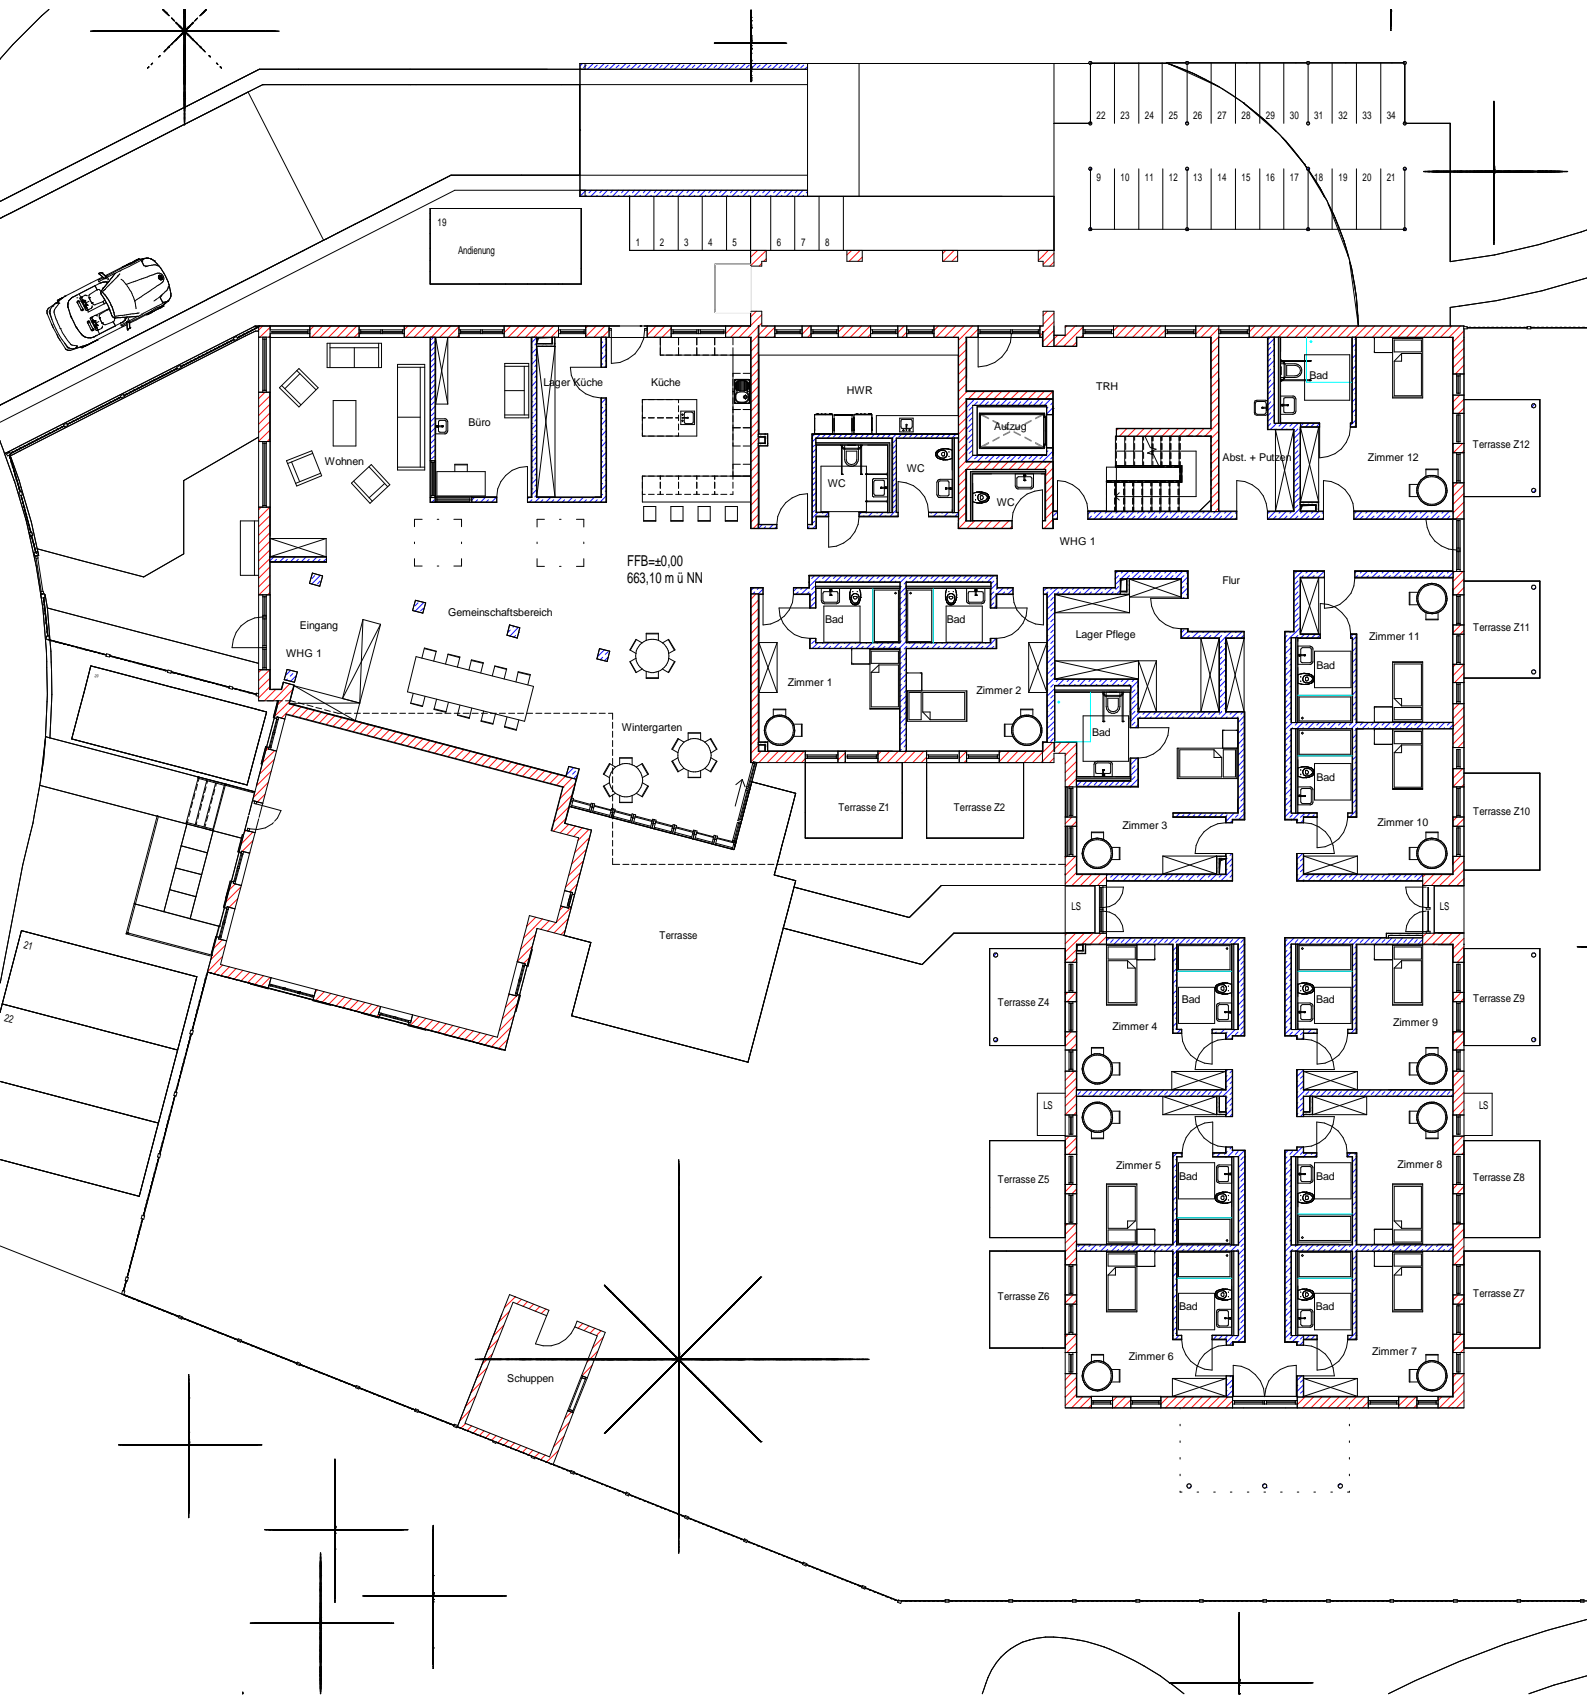 22 23 24 25 26 27 28 29 30 31 32 33 34
9 10 11 12 13 14 15 16 17 18 19 20 21
19
Andienung
1 2 3 4 5 6 7 8
Lager Küche
Küche
HWR
TRH
Bad
Büro
Aufzug
Wohnen
Abst. + Putzen
Zimmer 12
Terrasse Z12
WC
WC
WC
WHG 1
FFB=±0,00
663,10 m ü NN
Flur
Gemeinschaftsbereich
Eingang
WHG 1
Bad
Bad
Lager Pflege
Zimmer 11
Terrasse Z11
Bad
Zimmer 1
Zimmer 2
Wintergarten
Bad
Bad
Terrasse Z1
Terrasse Z2
Zimmer 3
Zimmer 10
Terrasse Z10
LS
LS
Terrasse
21
22
Terrasse Z4
Bad
Bad
Terrasse Z9
Zimmer 4
Zimmer 9
LS
LS
Zimmer 5
Zimmer 8
Terrasse Z5
Bad
Bad
Terrasse Z8
Terrasse Z6
Bad
Bad
Terrasse Z7
Zimmer 6
Zimmer 7
Schuppen